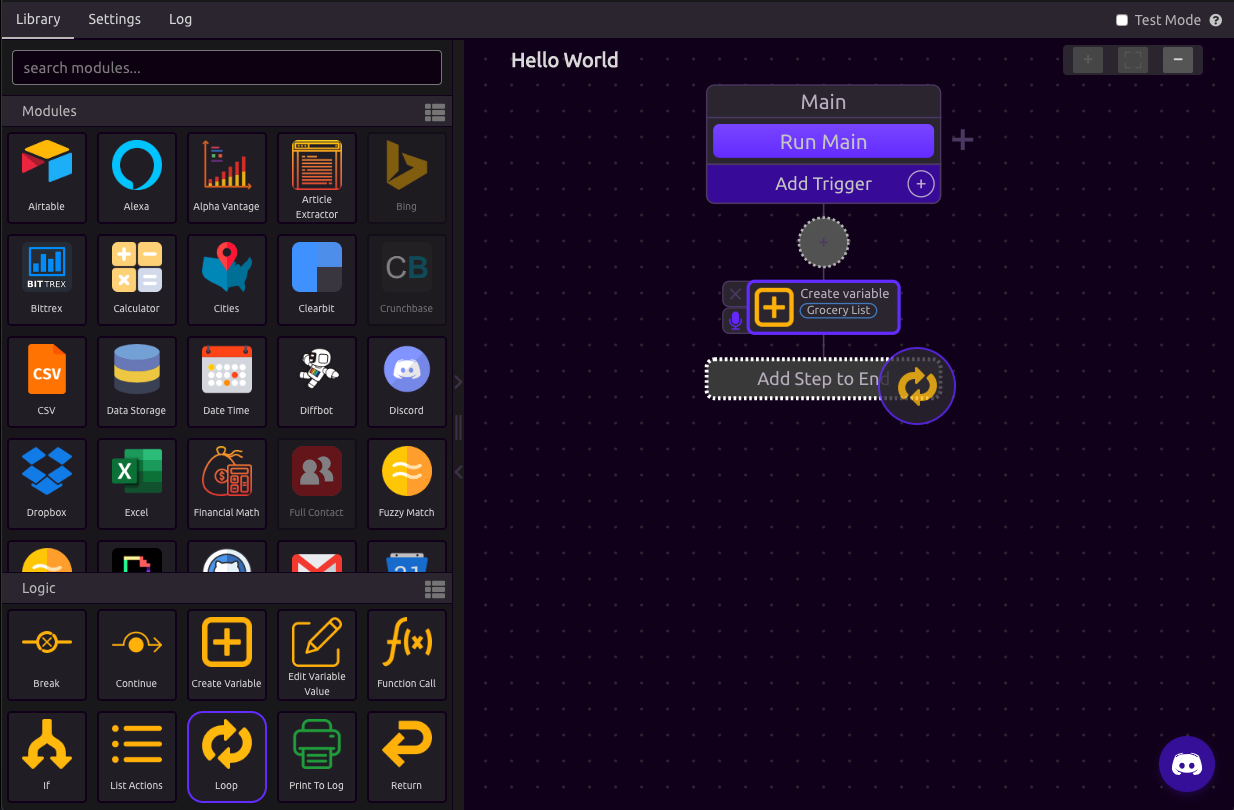 Library Settings Log Test Mode ?
search modules...
Hello World
Modules
Airtable
Alexa
Alpha Vantage
Article
Extractor
Bing
BITTREX
Bittrex
Calculator
Cities
Clearbit
CB
Crunchbase
CSV
CSV
Data Storage
Date Time
Diffbot
Discord
Dropbox
X
Excel
$
Financial Math
Full Contact
Fuzzy Match
Logic
Break
Continue
Create Variable
Edit Variable
Value
f(x)
Function Call
If
List Actions
Loop
Print To Log
Return
Main
Run Main
Add Trigger
Create variable
Grocery List
Add Step to End